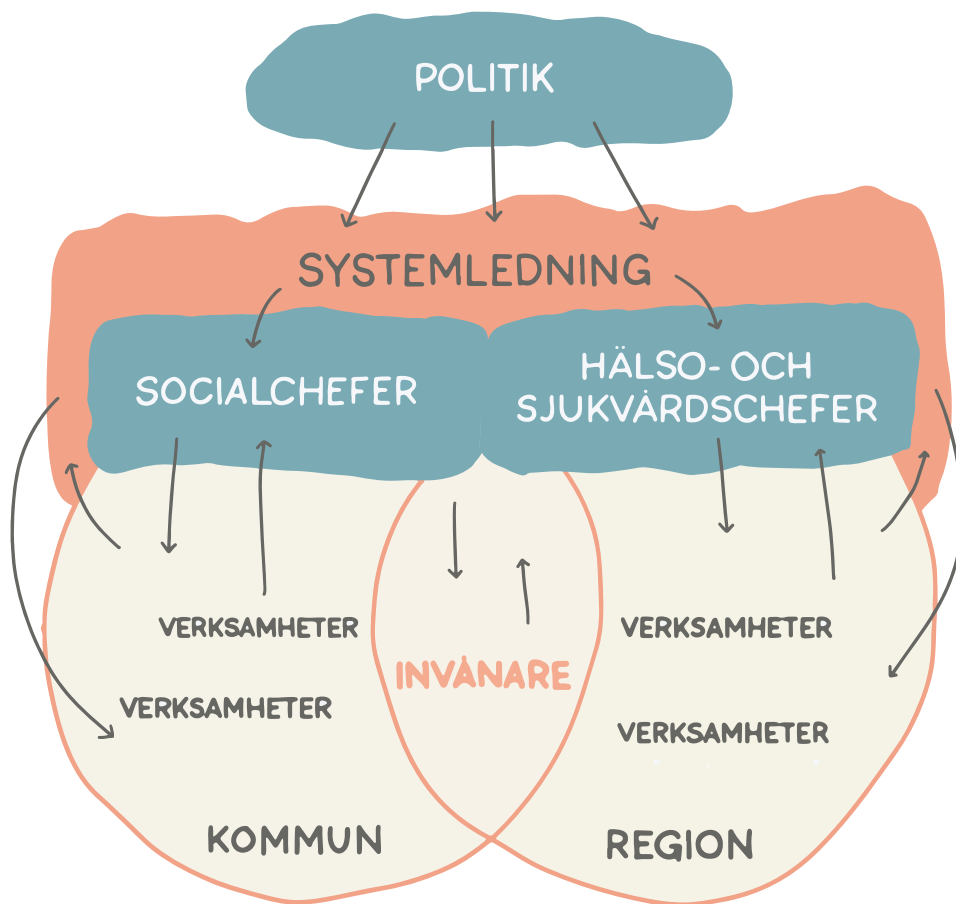 POLITIK
SYSTEMLEDNING
SOCIALCHEFER
HÄLSO- OCH
SJUKVÅRDSCHEFER
VERKSAMHETER
VERKSAMHETER
INVÅNARE
VERKSAMHETER
VERKSAMHETER
KOMMUN
REGION